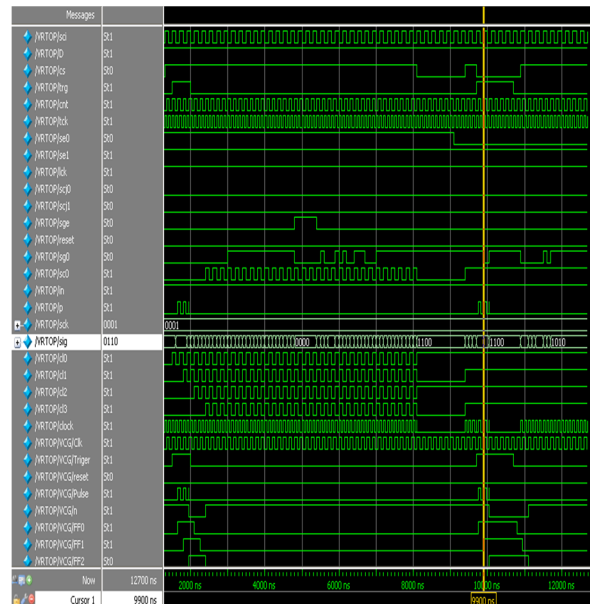 Messages
/VRTOP/sci St1
/VRTOP/D St1
/VRTOP/cs St0
/VRTOP/trg St1
/VRTOP/cnt St1
/VRTOP/tck St1
/VRTOP/se0 St0
/VRTOP/se1 St1
/VRTOP/lck St1
/VRTOP/scj0 St0
/VRTOP/scj1 St0
/VRTOP/sge St0
/VRTOP/reset St0
/VRTOP/sg0 St0
/VRTOP/sc0 St1
/VRTOP/in St1
/VRTOP/p St1
/VRTOP/sck 0001 0001
/VRTOP/sig 0110 0000 1100 1100 1010
/VRTOP/cl0 St1
/VRTOP/cl1 St1
/VRTOP/cl2 St1
/VRTOP/cl3 St1
/VRTOP/clock St1
/VRTOP/VCG/Clk St1
/VRTOP/VCG/Triger St1
/VRTOP/VCG/reset St0
/VRTOP/VCG/Pulse St1
/VRTOP/VCG/n St1
/VRTOP/VCG/FF0 St1
/VRTOP/VCG/FF1 St1
/VRTOP/VCG/FF2 St0
Now 12700 ns 2000 ns 4000 ns 6000 ns 8000 ns 10000 ns 12000 ns
Cursor 1 9900 ns 9900 ns